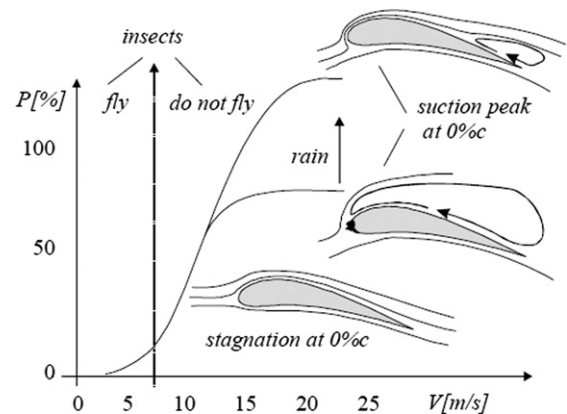 insects
P[%]
fly
do not fly
100
50
0
suction peak
at 0%c
rain
stagnation at 0%c
0 5 10 15 20 25 V[m/s]